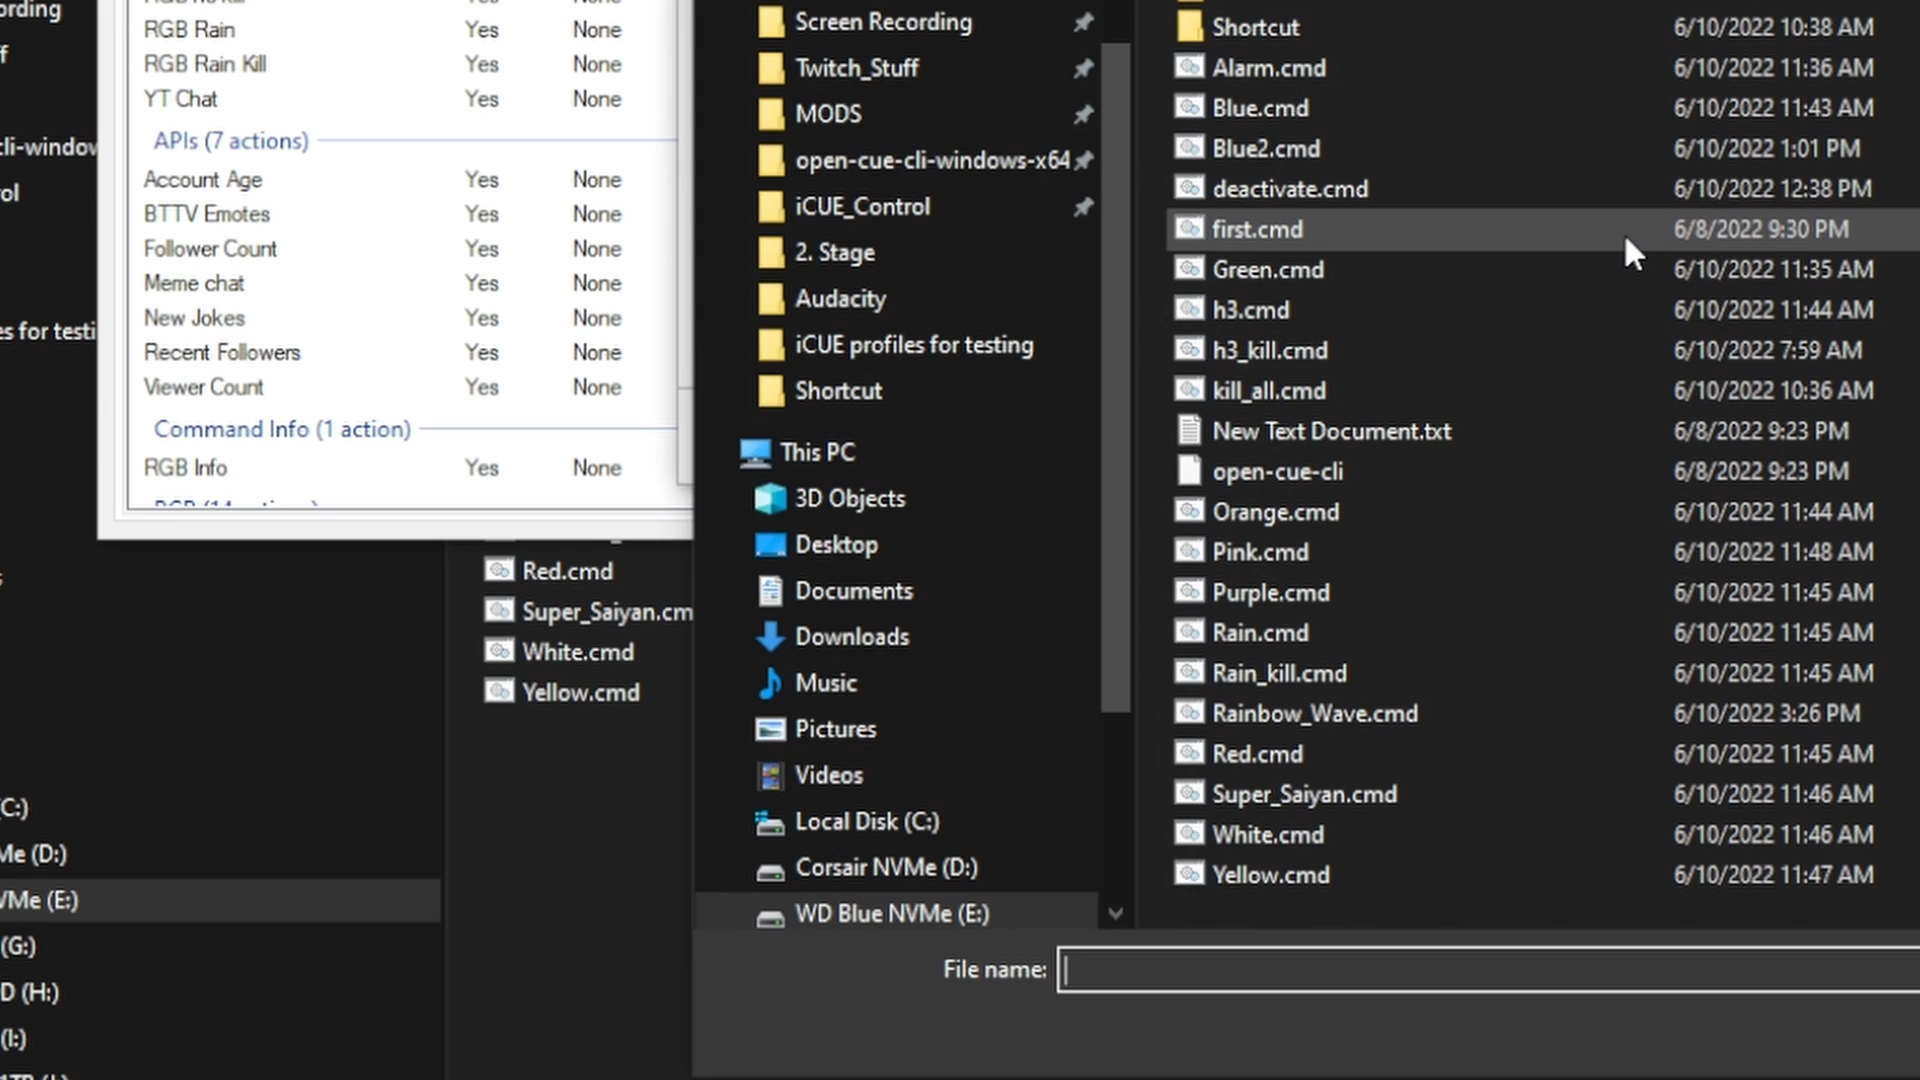 ording
RGB Rain Yes None
RGB Rain Kill Yes None
YT Chat Yes None
APIs (7 actions)
Account Age Yes None
BTTV Emotes Yes None
Follower Count Yes None
Meme chat Yes None
New Jokes Yes None
Recent Followers Yes None
Viewer Count Yes None
Command Info (1 action)
RGB Info Yes None
ff
cli-window
ol
es for testi
(C:)
Me (D:)
VMe (E:)
(G:)
D (H:)
(I:)
Red.cmd
Super_Saiyan.cm
White.cmd
Yellow.cmd
Screen Recording
Twitch_Stuff
MODS
open-cue-cli-windows-x64
iCUE_Control
2. Stage
Audacity
iCUE profiles for testing
Shortcut
This PC
3D Objects
Desktop
Documents
Downloads
Music
Pictures
Videos
Local Disk (C:)
Corsair NVMe (D:)
WD Blue NVMe (E:)
Shortcut 6/10/2022 10:38 AM
Alarm.cmd 6/10/2022 11:36 AM
Blue.cmd 6/10/2022 11:43 AM
Blue2.cmd 6/10/2022 1:01 PM
deactivate.cmd 6/10/2022 12:38 PM
first.cmd 6/8/2022 9:30 PM
Green.cmd 6/10/2022 11:35 AM
h3.cmd 6/10/2022 11:44 AM
h3_kill.cmd 6/10/2022 7:59 AM
kill_all.cmd 6/10/2022 10:36 AM
New Text Document.txt 6/8/2022 9:23 PM
open-cue-cli 6/8/2022 9:23 PM
Orange.cmd 6/10/2022 11:44 AM
Pink.cmd 6/10/2022 11:48 AM
Purple.cmd 6/10/2022 11:45 AM
Rain.cmd 6/10/2022 11:45 AM
Rain_kill.cmd 6/10/2022 11:45 AM
Rainbow_Wave.cmd 6/10/2022 3:26 PM
Red.cmd 6/10/2022 11:45 AM
Super_Saiyan.cmd 6/10/2022 11:46 AM
White.cmd 6/10/2022 11:46 AM
Yellow.cmd 6/10/2022 11:47 AM
File name: